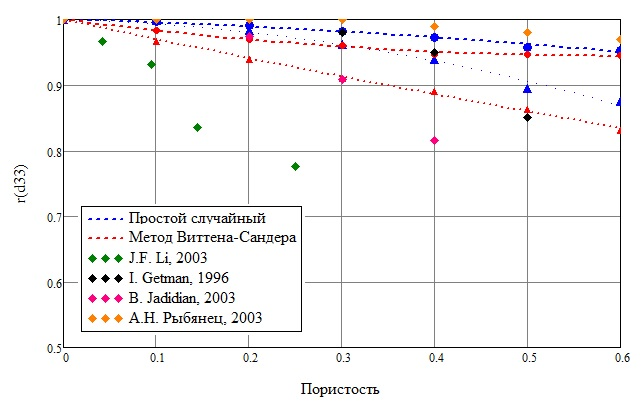 r(d33)
1
0.9
0.8
0.7
0.6
0.5
Простой случайный
Метод Виттена-Сандера
J.F. Li, 2003
I. Getman, 1996
B. Jadidian, 2003
А.Н. Рыбянец, 2003
0 0.1 0.2 0.3 0.4 0.5 0.6
Пористость